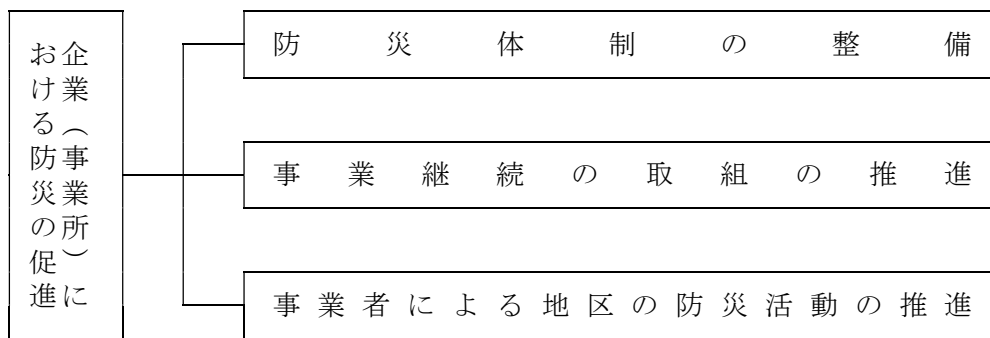 企業（事業所）に
おける防災の促進
防災体制の整備
事業継続の取組の推進
事業者による地区の防災活動の推進